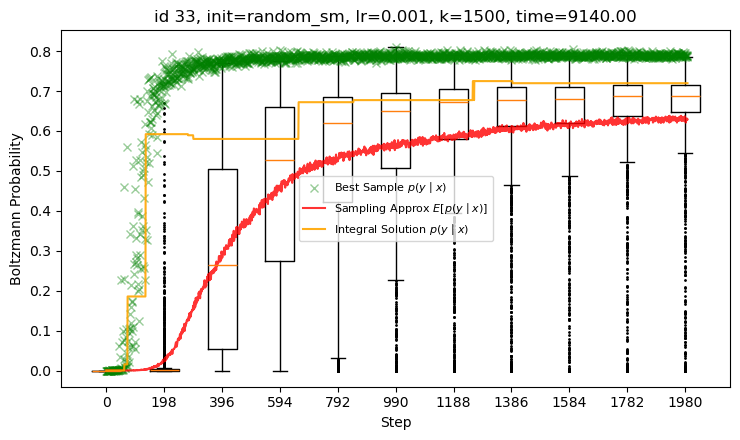 id 33, init=random_sm, lr=0.001, k=1500, time=9140.00
Boltzmann Probability
0.8
0.7
0.6
0.5
0.4
0.3
0.2
0.1
0.0
Best Sample p(y | x)
Sampling Approx E[p(y | x)]
Integral Solution p(y | x)
0 198 396 594 792 990 1188 1386 1584 1782 1980
Step